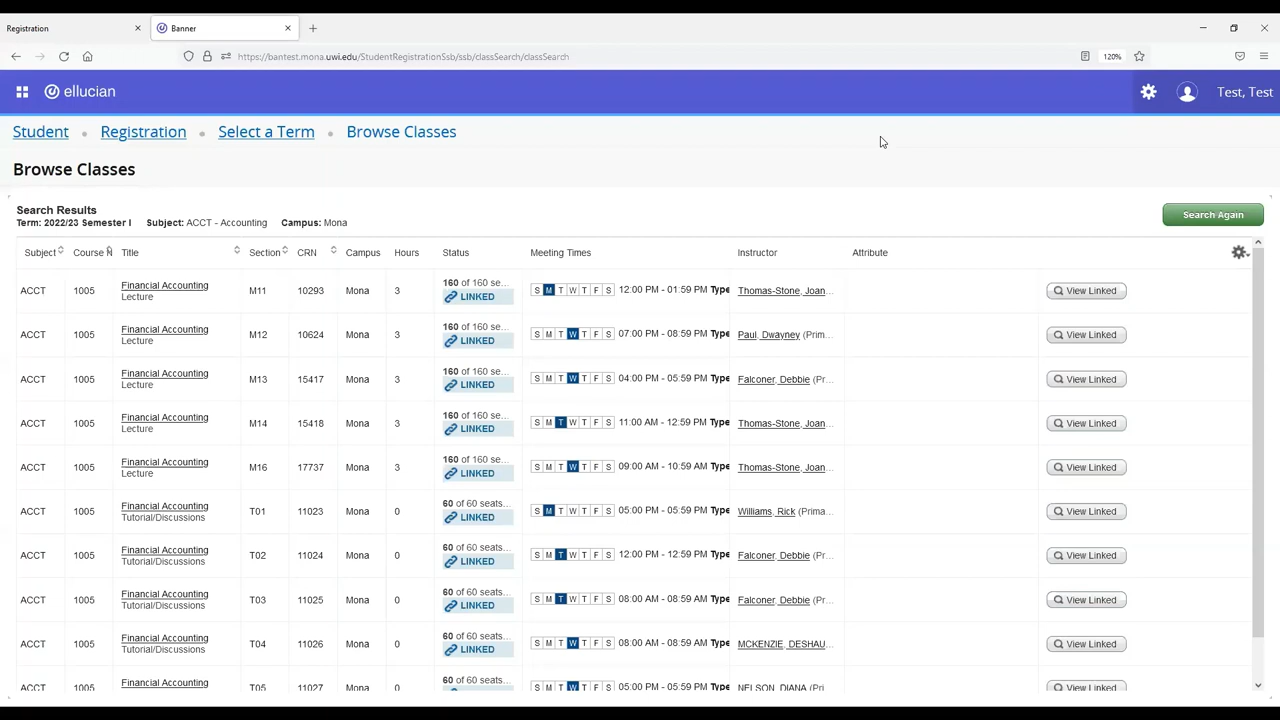 Registration
Banner
https://bantest.mona.uwi.edu/StudentRegistrationSsb/ssb/classSearch/classSearch
120%
ellucian
Test, Test
Student Registration Select a Term Browse Classes
Browse Classes
Search Results
Term: 2022/23 Semester I Subject: ACCT - Accounting Campus: Mona
Search Again
Subject Course N Title Section CRN Campus Hours Status Meeting Times Instructor Attribute
ACCT 1005 Financial Accounting M11 10293 Mona 3 160 of 160 se... S M T W T F S 12:00 PM - 01:59 PM Type Thomas-Stone, Joan... View Linked
Lecture LINKED
ACCT 1005 Financial Accounting M12 10624 Mona 3 160 of 160 se... S M T W T F S 07:00 PM - 08:59 PM Type Paul, Dwayney (Prim... View Linked
Lecture LINKED
ACCT 1005 Financial Accounting M13 15417 Mona 3 160 of 160 se... S M T W T F S 04:00 PM - 05:59 PM Type Falconer, Debbie (Pr... View Linked
Lecture LINKED
ACCT 1005 Financial Accounting M14 15418 Mona 3 160 of 160 se... S M T W T F S 11:00 AM - 12:59 PM Type Thomas-Stone, Joan... View Linked
Lecture LINKED
ACCT 1005 Financial Accounting M16 17737 Mona 3 160 of 160 se... S M T W T F S 09:00 AM - 10:59 AM Type Thomas-Stone, Joan... View Linked
Lecture LINKED
ACCT 1005 Financial Accounting T01 11023 Mona 0 60 of 60 seats... S M T W T F S 05:00 PM - 05:59 PM Type Williams, Rick (Prima... View Linked
Tutorial/Discussions LINKED
ACCT 1005 Financial Accounting T02 11024 Mona 0 60 of 60 seats... S M T W T F S 12:00 PM - 12:59 PM Type Falconer, Debbie (Pr... View Linked
Tutorial/Discussions LINKED
ACCT 1005 Financial Accounting T03 11025 Mona 0 60 of 60 seats... S M T W T F S 08:00 AM - 08:59 AM Type Falconer, Debbie (Pr... View Linked
Tutorial/Discussions LINKED
ACCT 1005 Financial Accounting T04 11026 Mona 0 60 of 60 seats... S M T W T F S 08:00 AM - 08:59 AM Type MCKENZIE, DESHAU... View Linked
Tutorial/Discussions LINKED
ACCT 1005 Financial Accounting T05 11027 Mona 0 60 of 60 seats... S M T W T F S 05:00 PM - 05:59 PM Type NELSON, DIANA (Pri View Linked